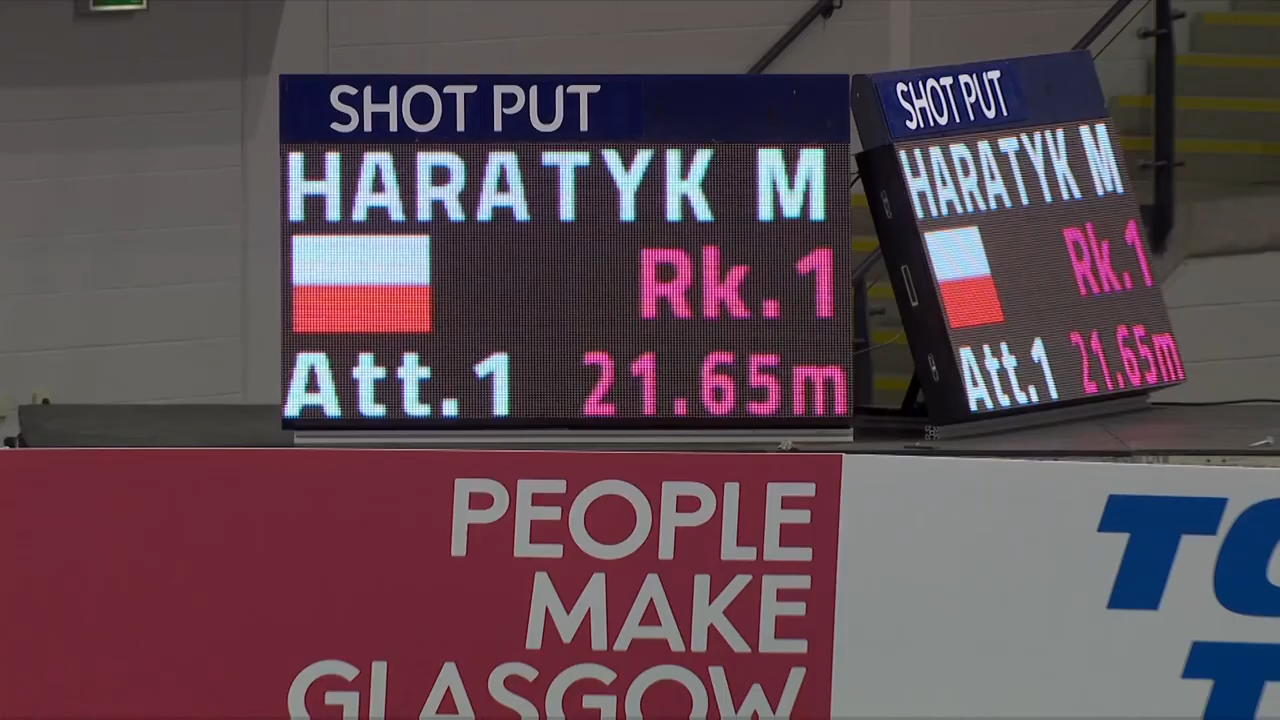 SHOT PUT
HARATYK M
Rk.1
Att.1 21.65m
SHOT PUT
HARATYK M
Rk.1
Att.1 21.65m
PEOPLE
MAKE
GLASGOW